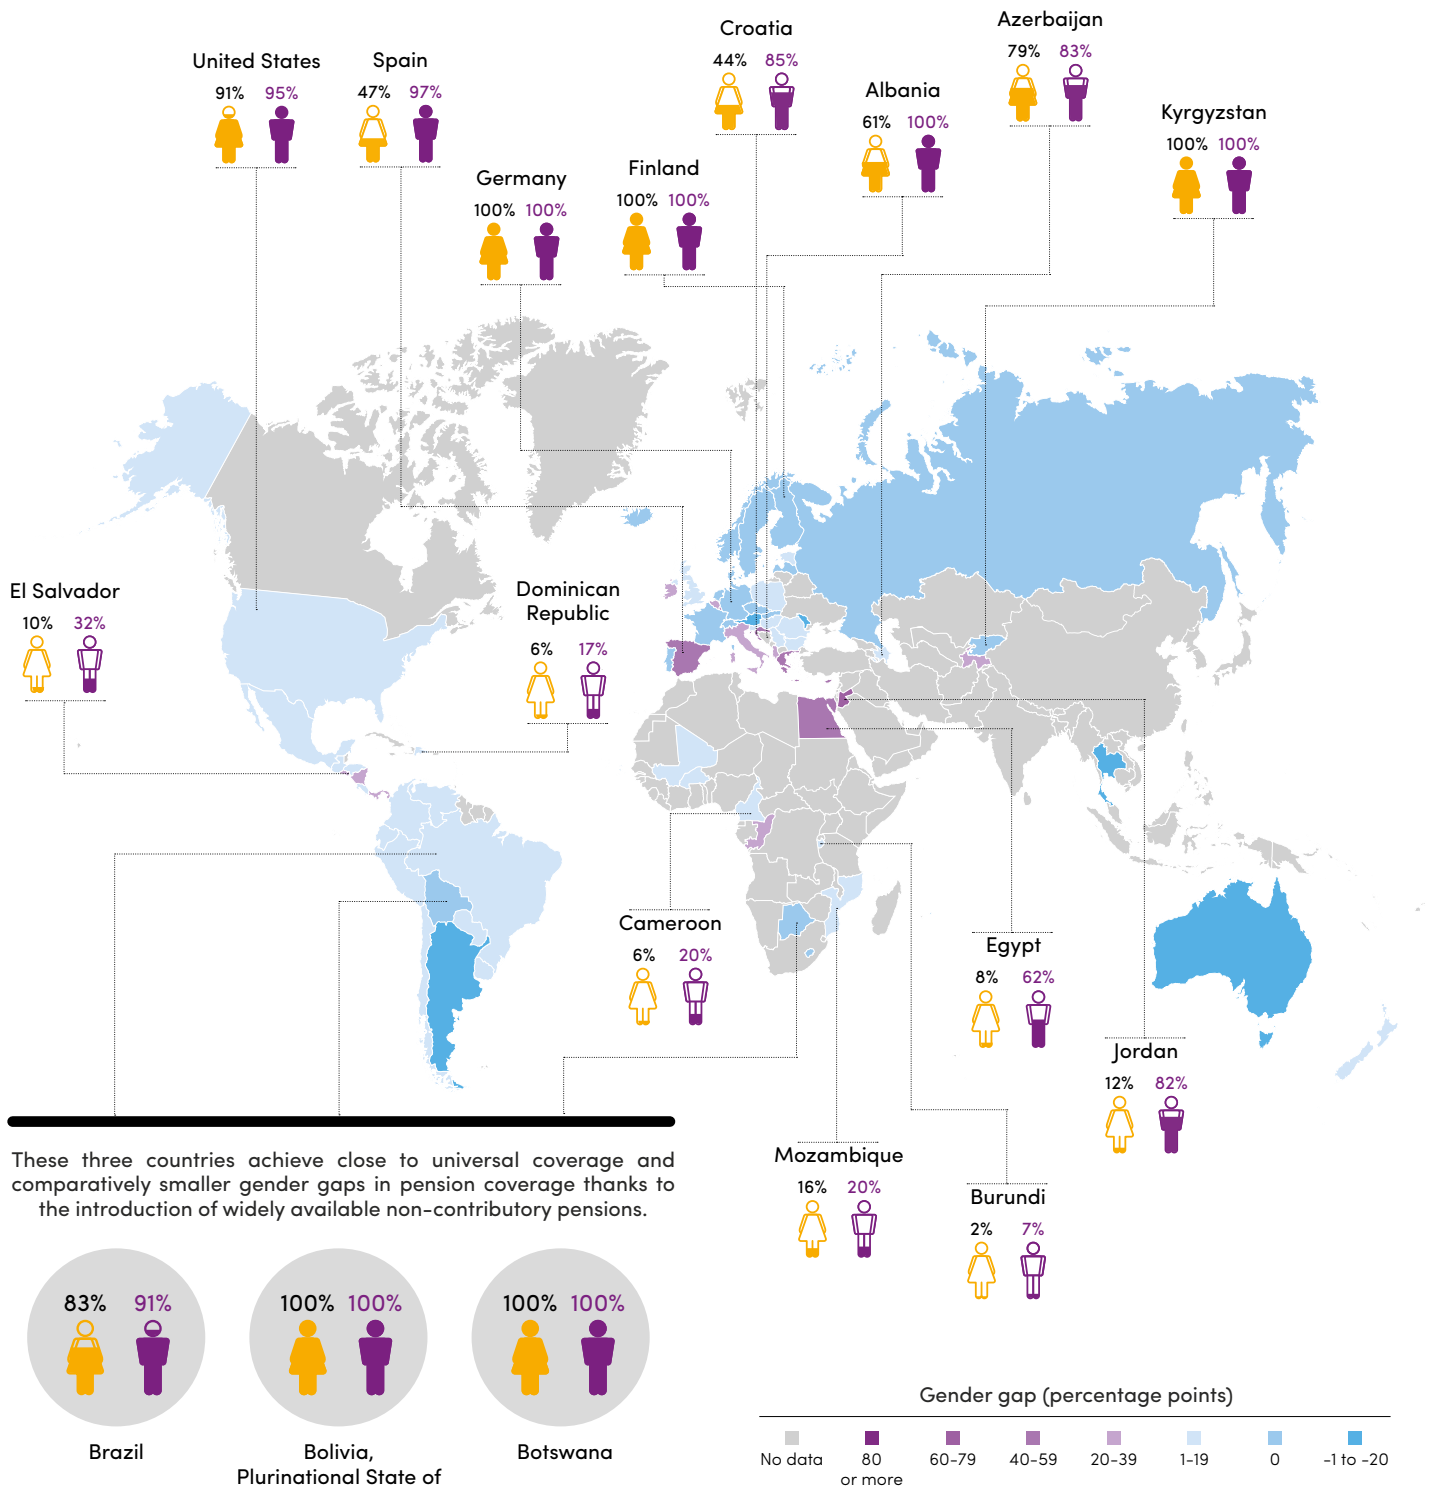 Croatia
44% 85%
Azerbaijan
79% 83%
United States
91% 95%
Spain
47% 97%
Albania
61% 100%
Kyrgyzstan
100% 100%
Germany
100% 100%
Finland
100% 100%
El Salvador
10% 32%
Dominican
Republic
6% 17%
Cameroon
6% 20%
Egypt
8% 62%
Jordan
12% 82%
Mozambique
16% 20%
Burundi
2% 7%
These three countries achieve close to universal coverage and
comparatively smaller gender gaps in pension coverage thanks to
the introduction of widely available non-contributory pensions.
83% 91%
Brazil
100% 100%
Bolivia,
Plurinational State of
100% 100%
Botswana
Gender gap (percentage points)
No data
80
or more
60-79
40-59
20-39
1-19
0
-1 to -20